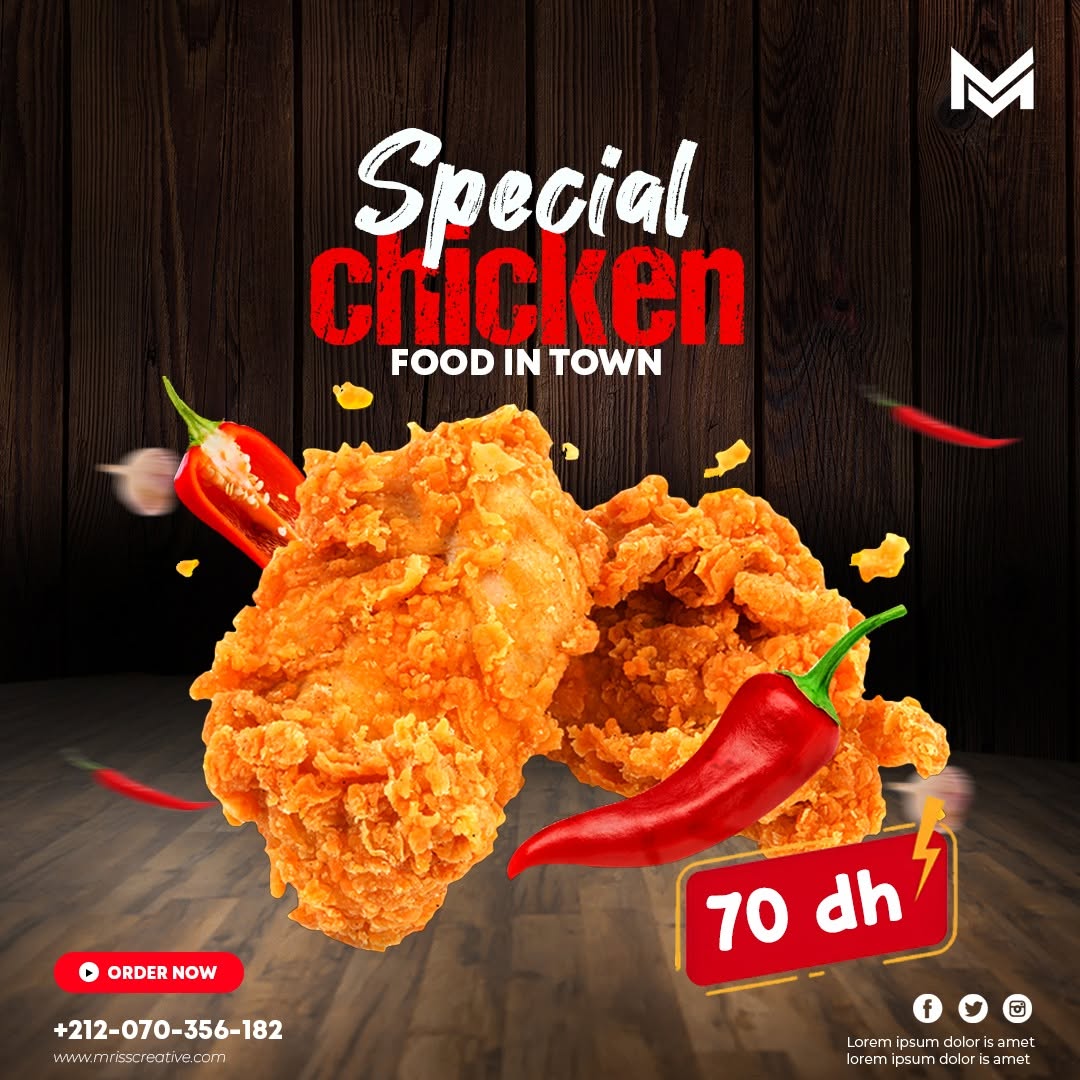 Special
chicken
FOOD IN TOWN
70 dh
ORDER NOW
+212-070-356-182
www.mrisscreative.com
Lorem ipsum dolor is amet
lorem ipsum dolor is amet